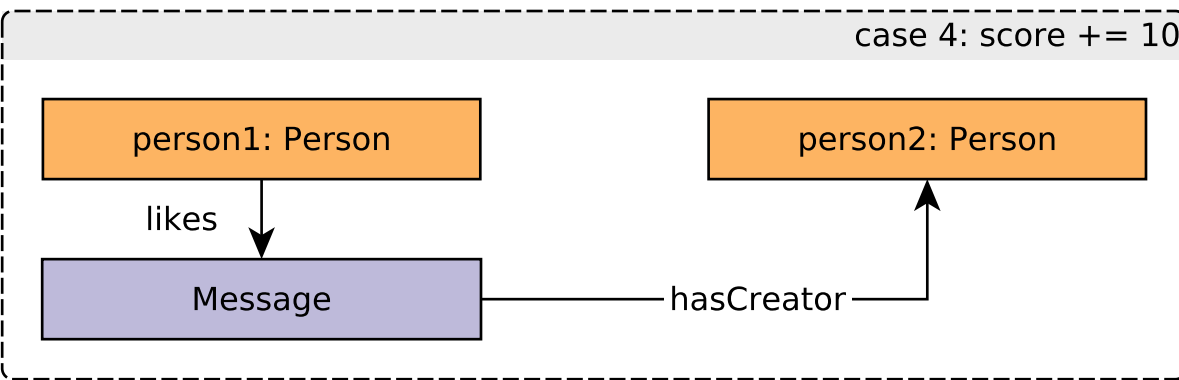 case 4: score += 10
person1: Person
person2: Person
likes
Message
hasCreator